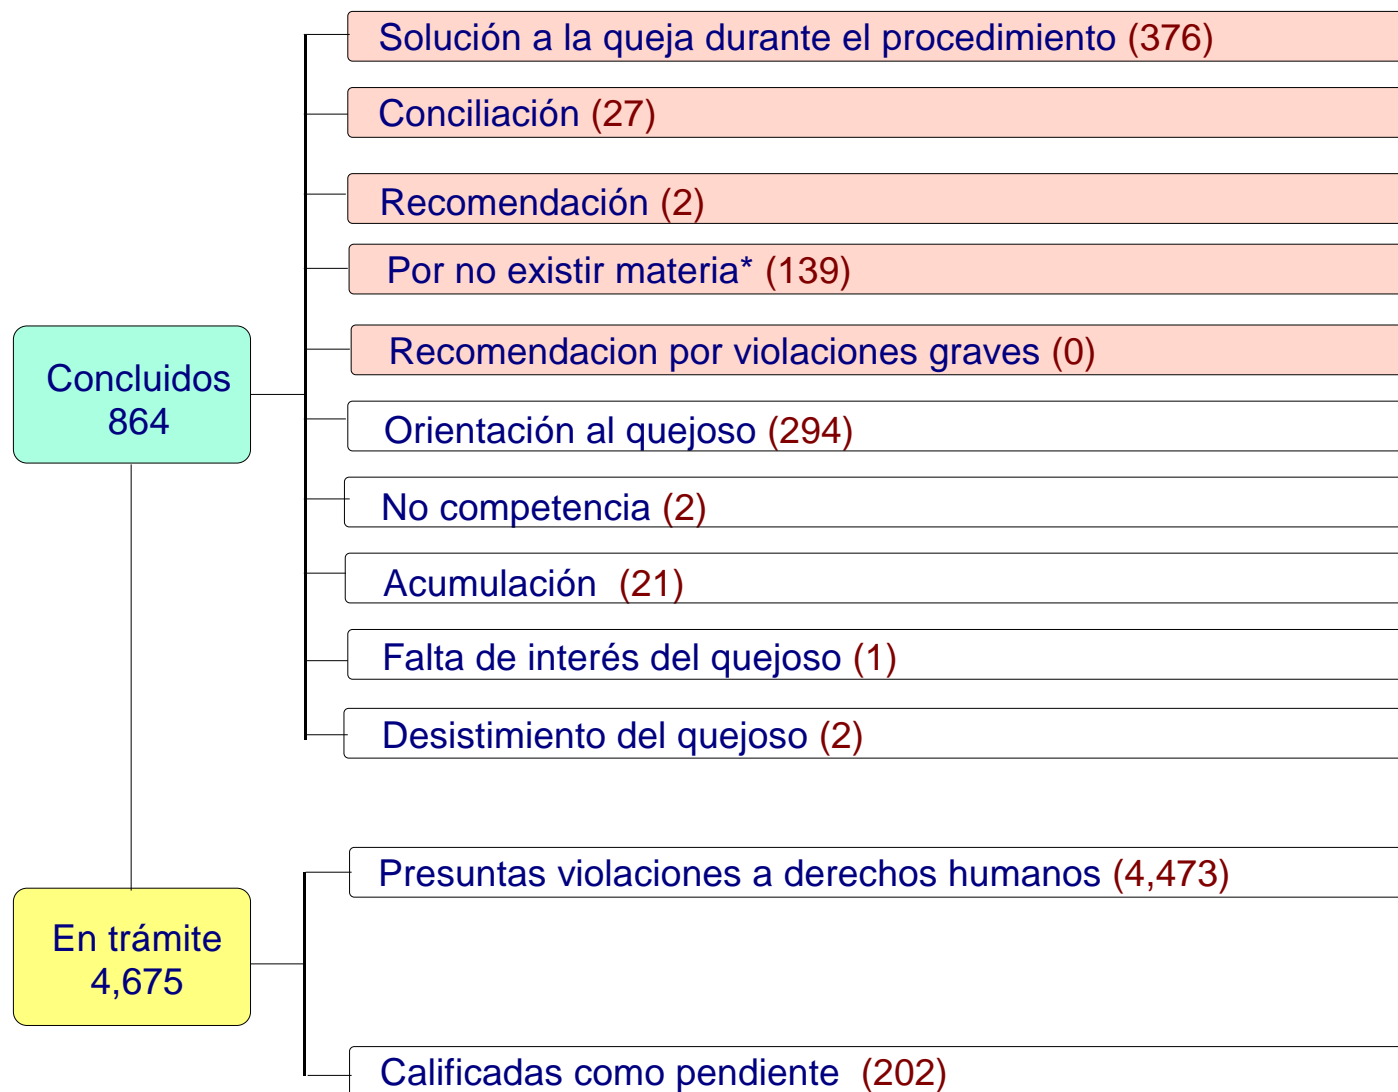 Solución a la queja durante el procedimiento (376)
Conciliación (27)
Recomendación (2)
Por no existir materia* (139)
Recomendacion por violaciones graves (0)
Concluidos
864
Orientación al quejoso (294)
No competencia (2)
Acumulación (21)
Falta de interés del quejoso (1)
Desistimiento del quejoso (2)
Presuntas violaciones a derechos humanos (4,473)
En trámite
4,675
Calificadas como pendiente (202)